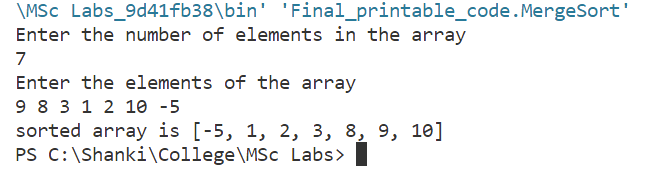 \MSc Labs_9d41fb38\bin' 'Final_printable_code.MergeSort'
Enter the number of elements in the array
7
Enter the elements of the array
9 8 3 1 2 10 -5
sorted array is [-5, 1, 2, 3, 8, 9, 10]
PS C:\Shanki\College\MSc Labs>